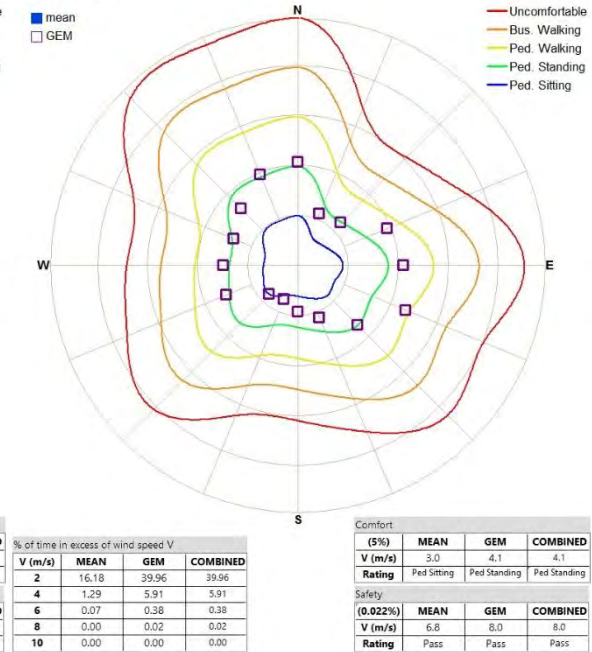 mean
GEM
N
W
E
S
Uncomfortable
Bus. Walking
Ped. Walking
Ped. Standing
Ped. Sitting
% of time in excess of wind speed V
V (m/s) MEAN GEM COMBINED
2 16.18 39.96 39.96
4 1.29 5.91 5.91
6 0.07 0.38 0.38
8 0.00 0.02 0.02
10 0.00 0.00 0.00
Comfort
(5%) MEAN GEM COMBINED
V (m/s) 3.0 4.1 4.1
Rating Ped Sitting Ped Standing Ped Standing
Safety
(0.022%) MEAN GEM COMBINED
V (m/s) 6.8 8.0 8.0
Rating Pass Pass Pass